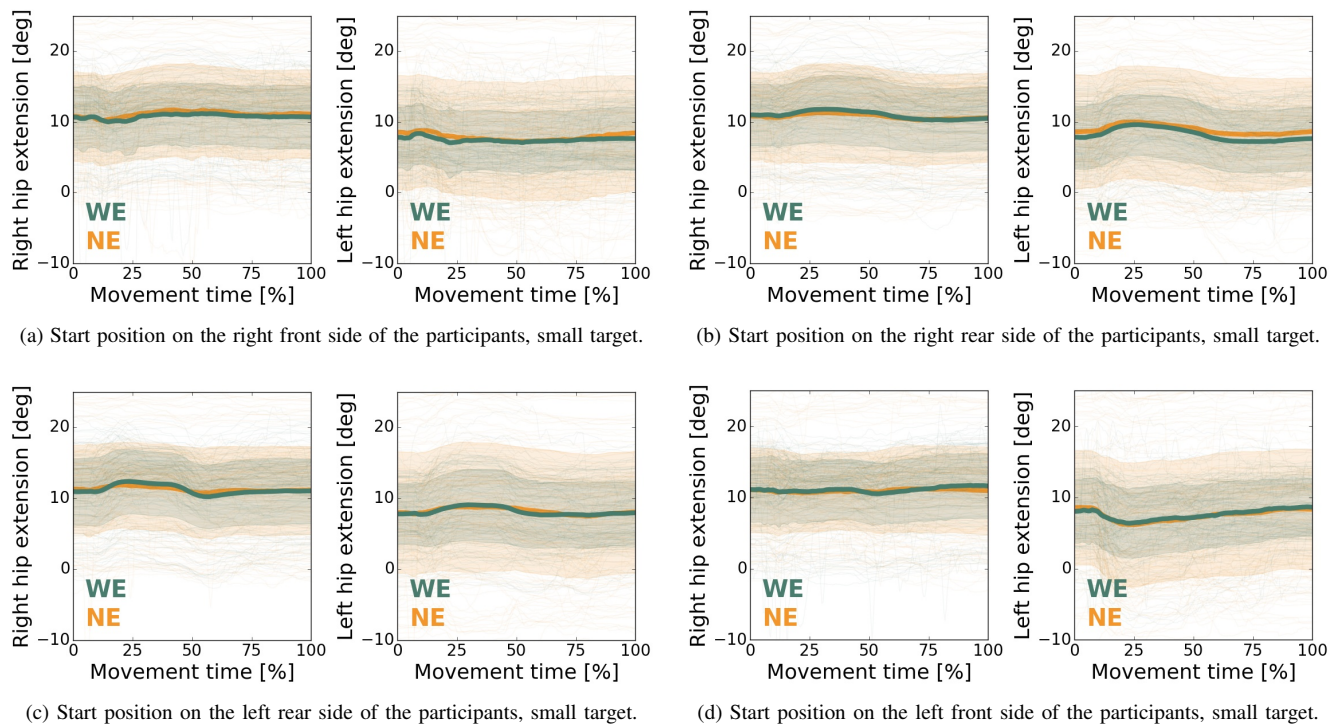 Right hip extension [deg]
20
10
0
−10
WE
NE
0 25 50 75 100
Movement time [%]
Left hip extension [deg]
20
10
0
−10
WE
NE
0 25 50 75 100
Movement time [%]
(a) Start position on the right front side of the participants, small target.
Right hip extension [deg]
20
10
0
−10
WE
NE
0 25 50 75 100
Movement time [%]
Left hip extension [deg]
20
10
0
−10
WE
NE
0 25 50 75 100
Movement time [%]
(b) Start position on the right rear side of the participants, small target.
Right hip extension [deg]
20
10
0
−10
WE
NE
0 25 50 75 100
Movement time [%]
Left hip extension [deg]
20
10
0
−10
WE
NE
0 25 50 75 100
Movement time [%]
(c) Start position on the left rear side of the participants, small target.
Right hip extension [deg]
20
10
0
−10
WE
NE
0 25 50 75 100
Movement time [%]
Left hip extension [deg]
20
10
0
−10
WE
NE
0 25 50 75 100
Movement time [%]
(d) Start position on the left front side of the participants, small target.